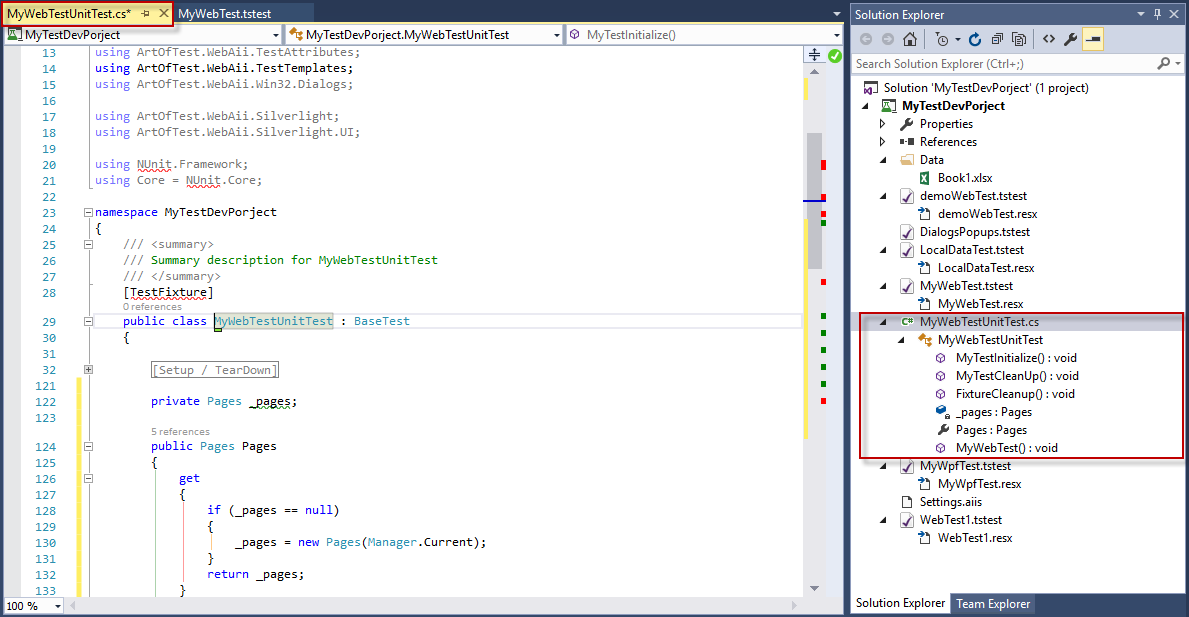 MyWebTestUnitTest.cs*
MyWebTest.tstest
MyTestDevPorject
MyTestDevPorject.MyWebTestUnitTest
MyTestInitialize()
13 using ArtOfTest.WebAii.TestAttributes;
14 using ArtOfTest.WebAii.TestTemplates;
15 using ArtOfTest.WebAii.Win32.Dialogs;
16
17 using ArtOfTest.WebAii.Silverlight;
18 using ArtOfTest.WebAii.Silverlight.UI;
19
20 using NUnit.Framework;
21 using Core = NUnit.Core;
22
23 namespace MyTestDevPorject
24 {
25 /// <summary>
26 /// Summary description for MyWebTestUnitTest
27 /// </summary>
28 [TestFixture]
0 references
29 public class MyWebTestUnitTest : BaseTest
30 {
31
32 [Setup / TearDown]
121
122 private Pages _pages;
123
5 references
124 public Pages Pages
125 {
126 get
127 {
128 if (_pages == null)
129 {
130 _pages = new Pages(Manager.Current);
131 }
132 return _pages;
133 }
100 %
Solution Explorer
Search Solution Explorer (Ctrl+;)
Solution 'MyTestDevPorject' (1 project)
MyTestDevPorject
Properties
References
Data
Book1.xlsx
demoWebTest.tstest
demoWebTest.resx
DialogsPopups.tstest
LocalDataTest.tstest
LocalDataTest.resx
MyWebTest.tstest
MyWebTest.resx
C# MyWebTestUnitTest.cs
MyWebTestUnitTest
MyTestInitialize() : void
MyTestCleanUp() : void
FixtureCleanup() : void
_pages : Pages
Pages : Pages
MyWebTest() : void
MyWpfTest.tstest
MyWpfTest.resx
Settings.aiis
WebTest1.tstest
WebTest1.resx
Solution Explorer
Team Explorer